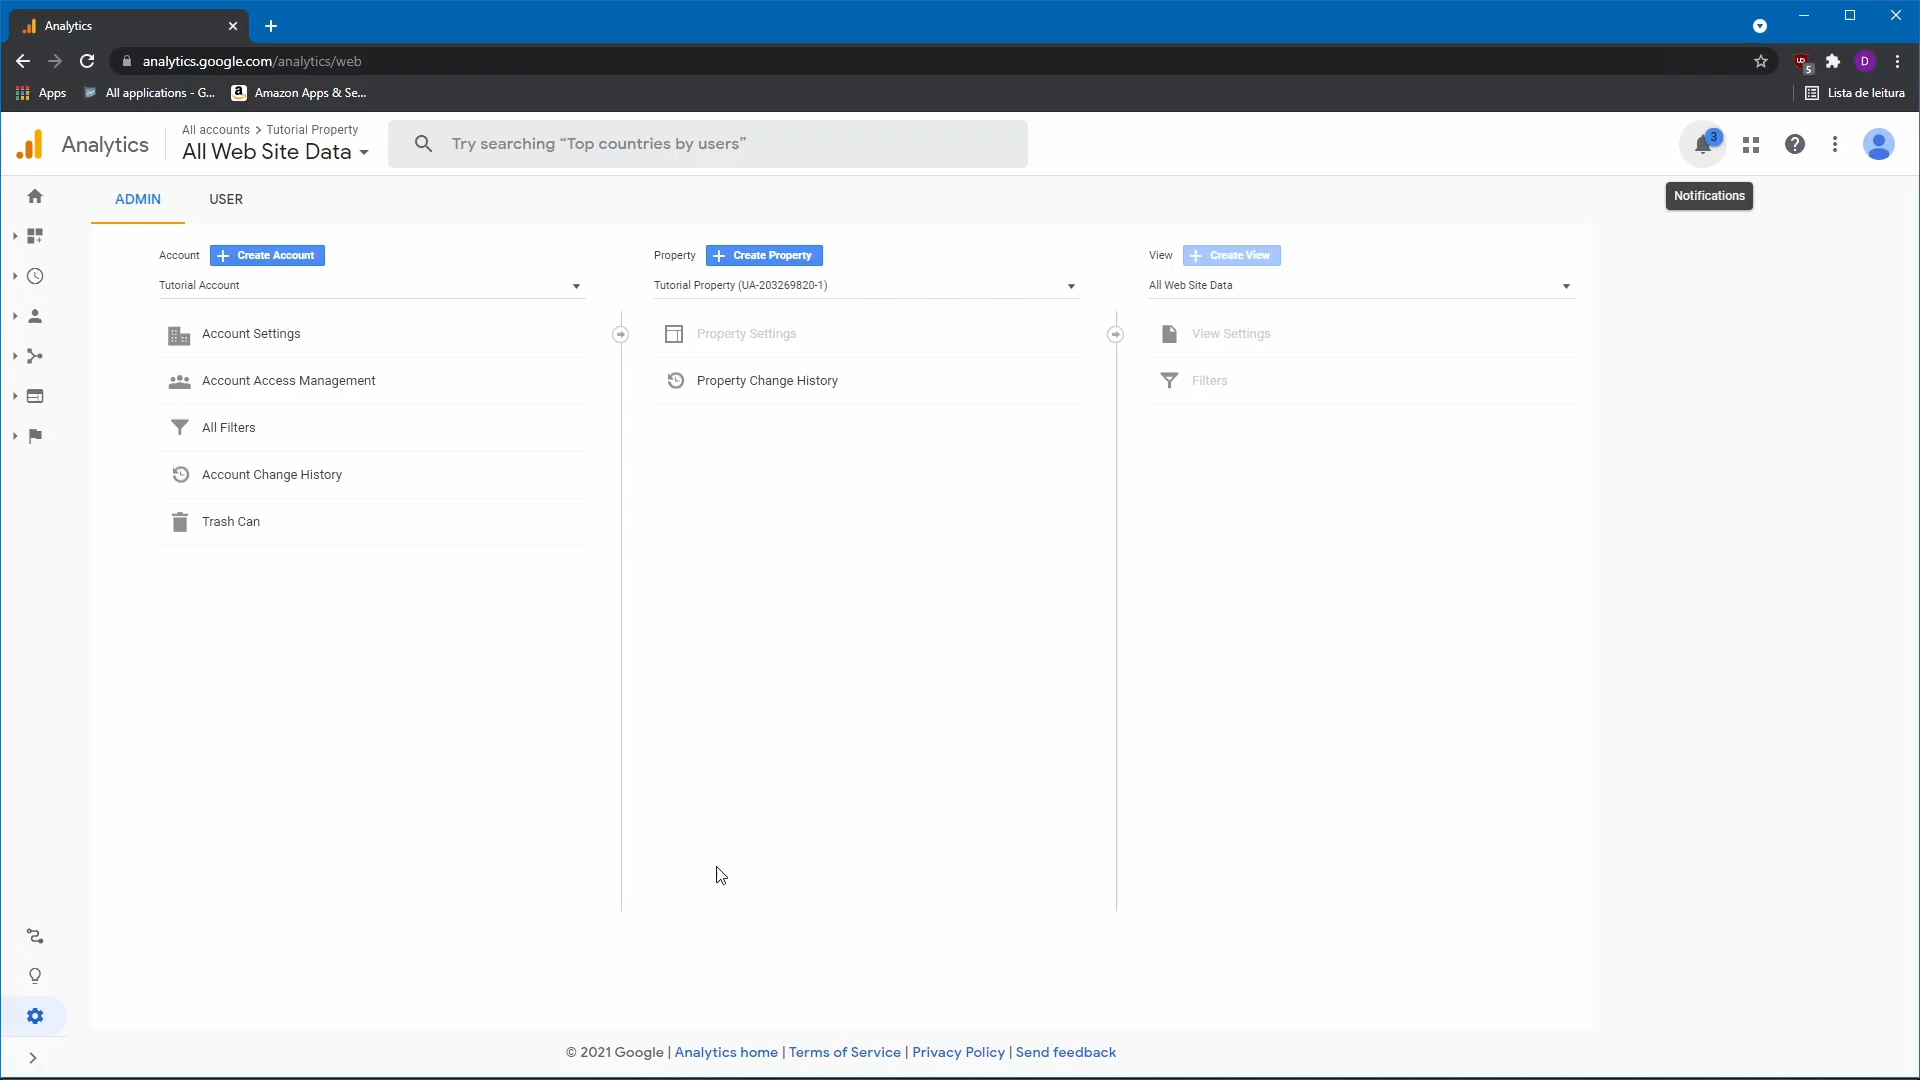 Analytics
analytics.google.com/analytics/web
Apps
All applications - G...
Amazon Apps & Se...
Lista de leitura
Analytics
All accounts > Tutorial Property
All Web Site Data
Try searching “Top countries by users”
3
D
5
Notifications
ADMIN
USER
Account
Create Account
Property
Create Property
View
Create View
Tutorial Account
Tutorial Property (UA-203269820-1)
All Web Site Data
Account Settings
Property Settings
View Settings
Account Access Management
Property Change History
Filters
All Filters
Account Change History
Trash Can
© 2021 Google | Analytics home | Terms of Service | Privacy Policy | Send feedback